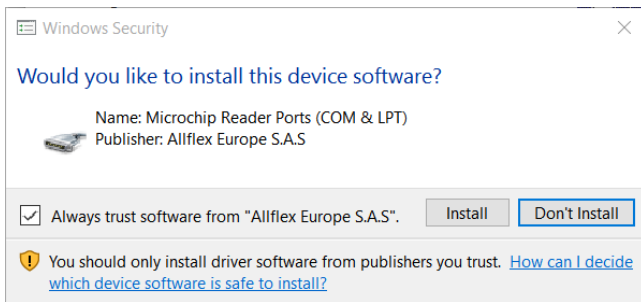 Windows Security
Would you like to install this device software?
Name: Microchip Reader Ports (COM & LPT)
Publisher: Allflex Europe S.A.S
Always trust software from "Allflex Europe S.A.S".
Install
Don't Install
You should only install driver software from publishers you trust. How can I decide
which device software is safe to install?